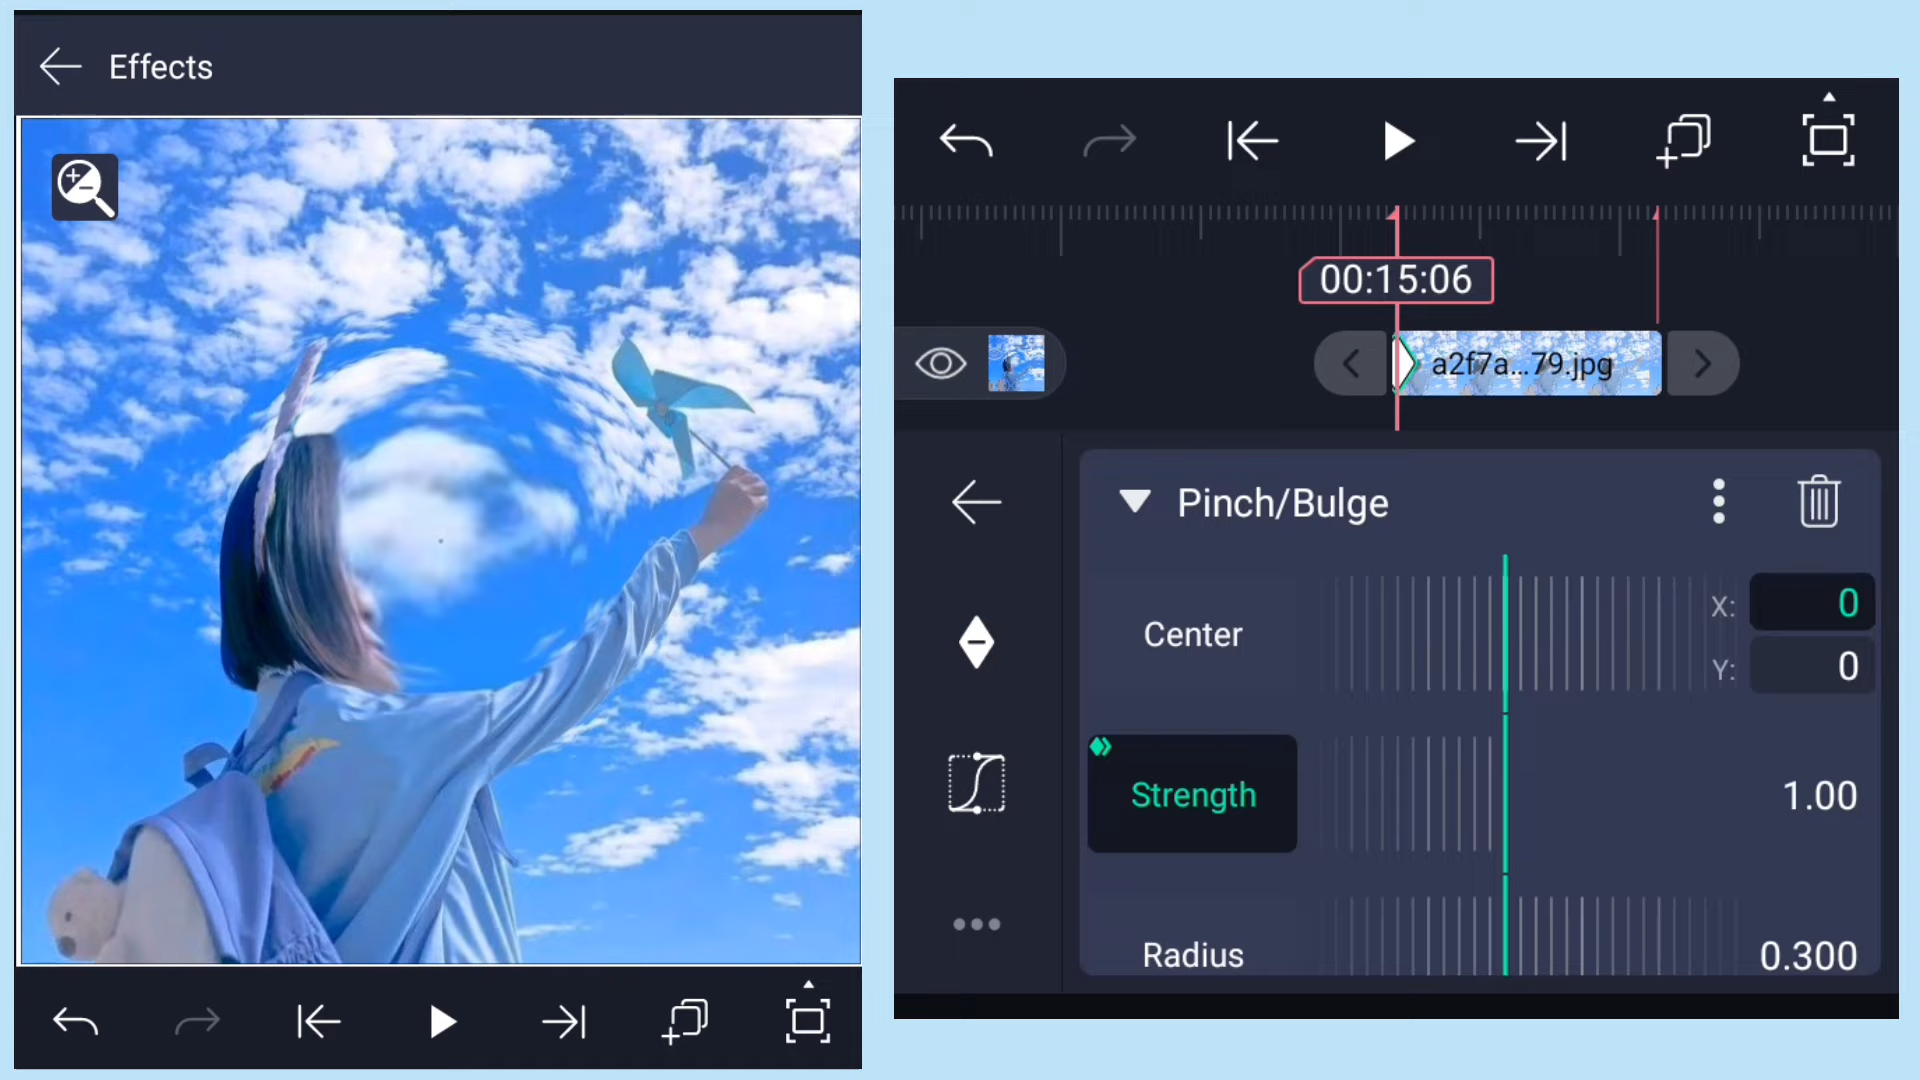 Effects
00:15:06
a2f7a...79.jpg
Pinch/Bulge
Center
X: 0
Y: 0
Strength
1.00
Radius
0.300